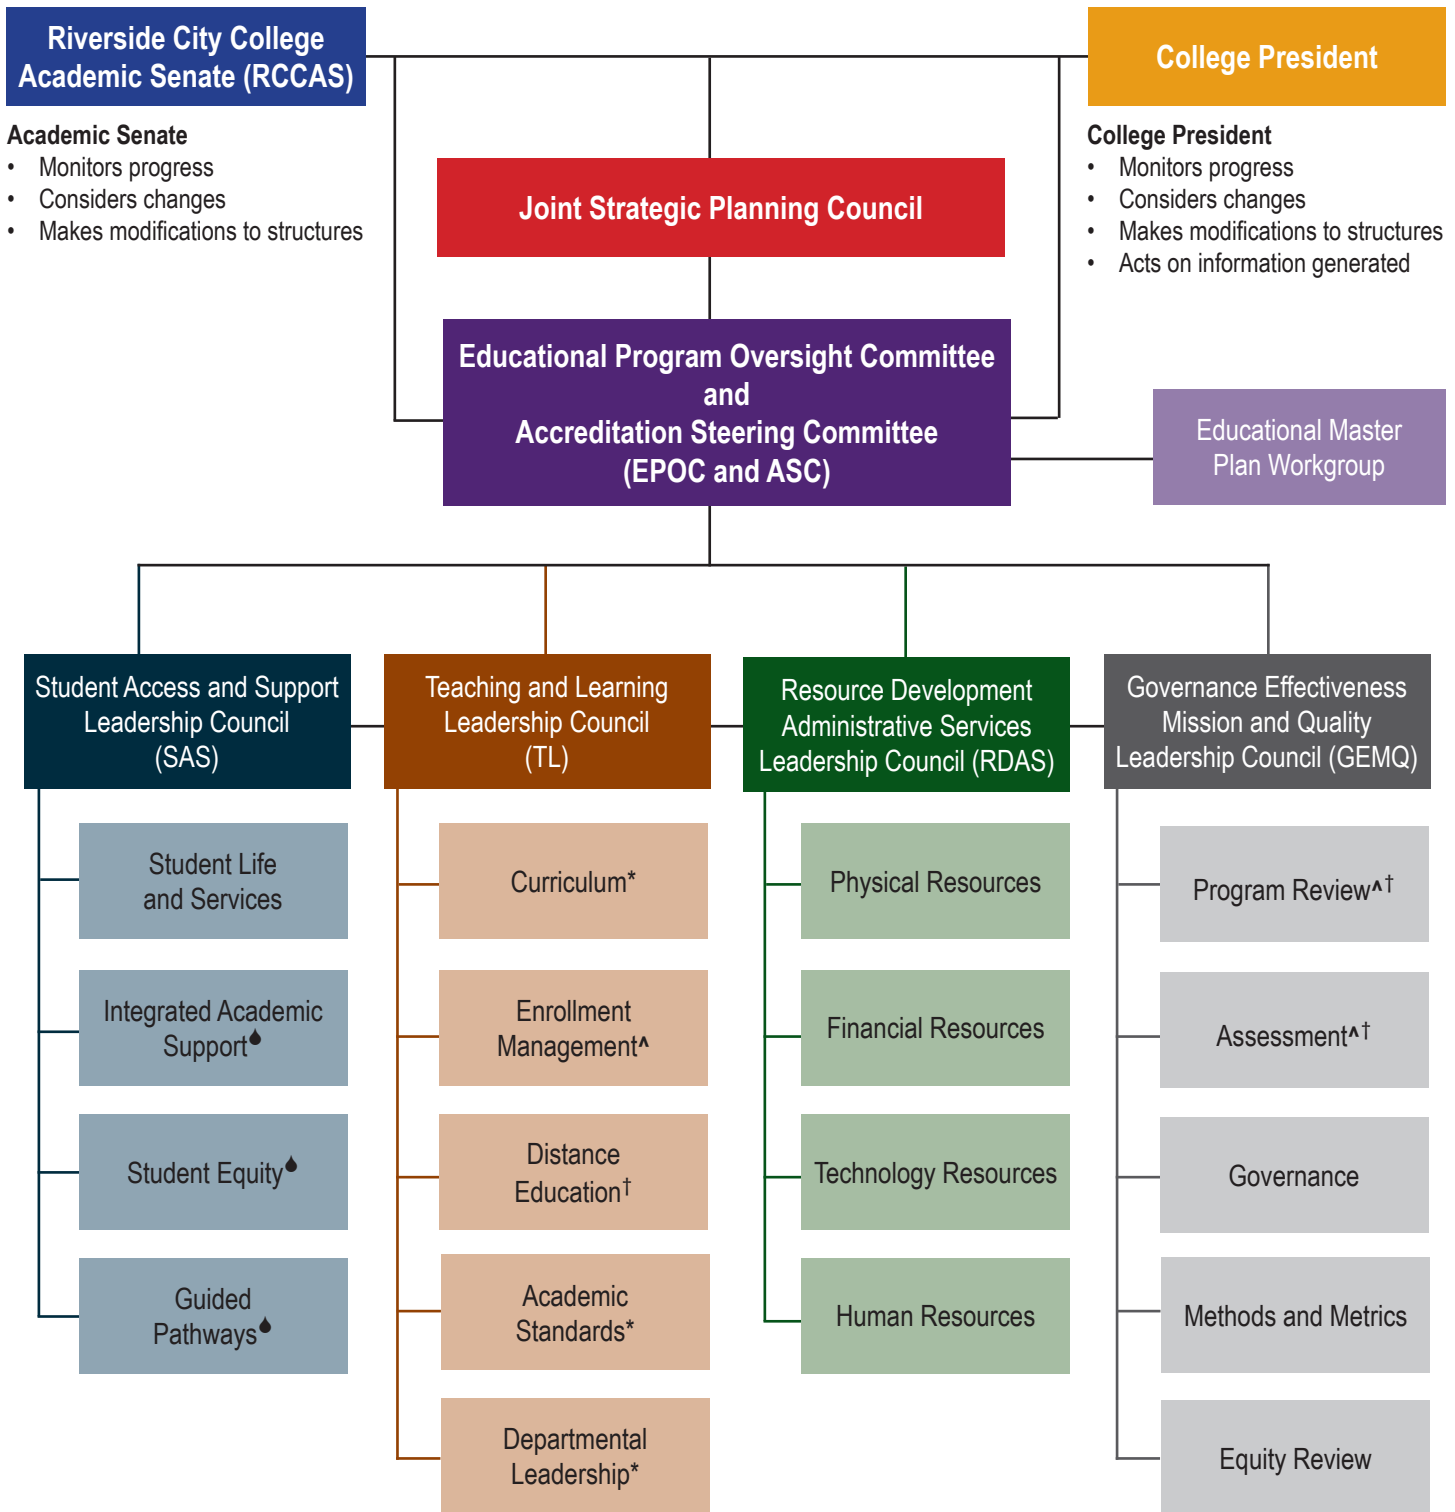 Riverside City College
Academic Senate (RCCAS)
College President
Academic Senate
• Monitors progress
• Considers changes
• Makes modifications to structures
College President
• Monitors progress
• Considers changes
• Makes modifications to structures
• Acts on information generated
Joint Strategic Planning Council
Educational Program Oversight Committee
and
Accreditation Steering Committee
(EPOC and ASC)
Educational Master
Plan Workgroup
Student Access and Support
Leadership Council
(SAS)
Student Life
and Services
Integrated Academic
Support🌢
Student Equity🌢
Guided
Pathways🌢
Teaching and Learning
Leadership Council
(TL)
Curriculum*
Enrollment
Management^
Distance
Education†
Academic
Standards*
Departmental
Leadership*
Resource Development
Administrative Services
Leadership Council (RDAS)
Physical Resources
Financial Resources
Technology Resources
Human Resources
Governance Effectiveness
Mission and Quality
Leadership Council (GEMQ)
Program Review^†
Assessment^†
Governance
Methods and Metrics
Equity Review